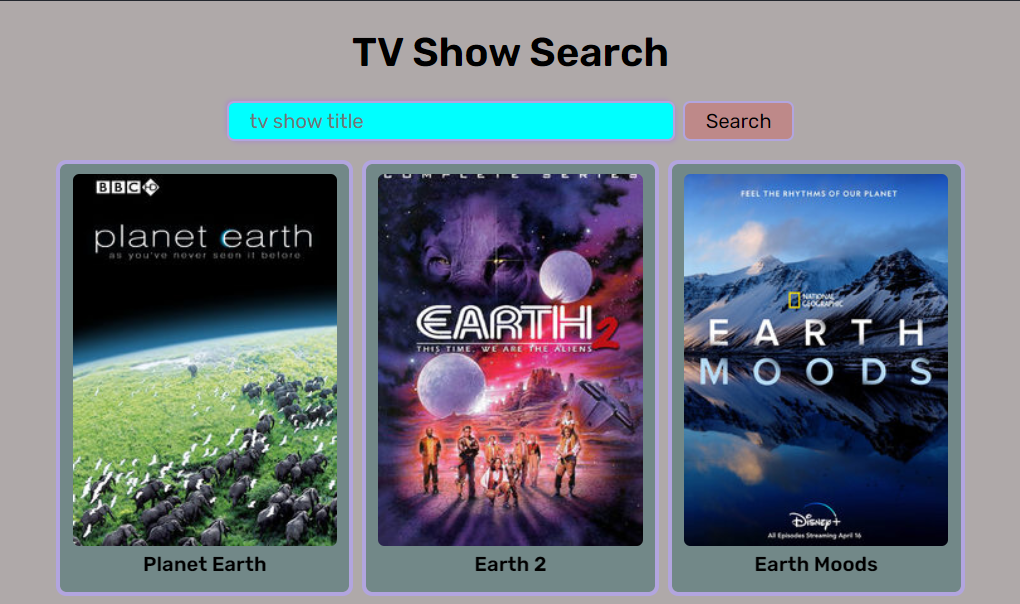 TV Show Search
tv show title
Search
BBC HD
planet earth
as you've never seen it before
Planet Earth
COMPLETE SERIES
EARTH 2
THIS TIME, WE ARE THE ALIENS
Earth 2
FEEL THE RHYTHMS OF OUR PLANET
NATIONAL
GEOGRAPHIC
EARTH
MOODS
Disney+
All Episodes Streaming April 16
Earth Moods